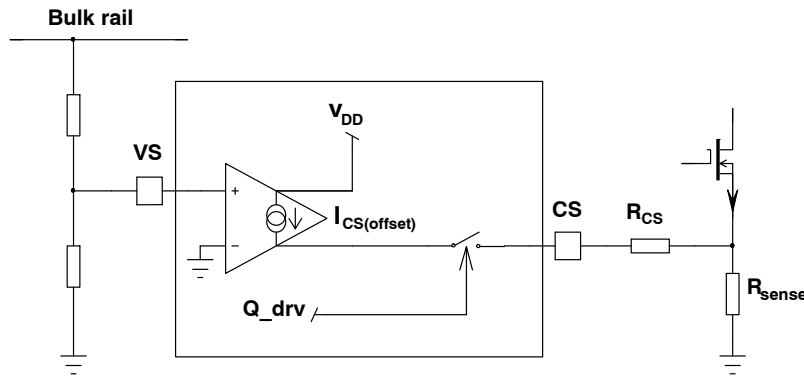 Bulk rail
VDD
VS
+
ICS(offset)
−
CS
RCS
Q_drv
Rsense